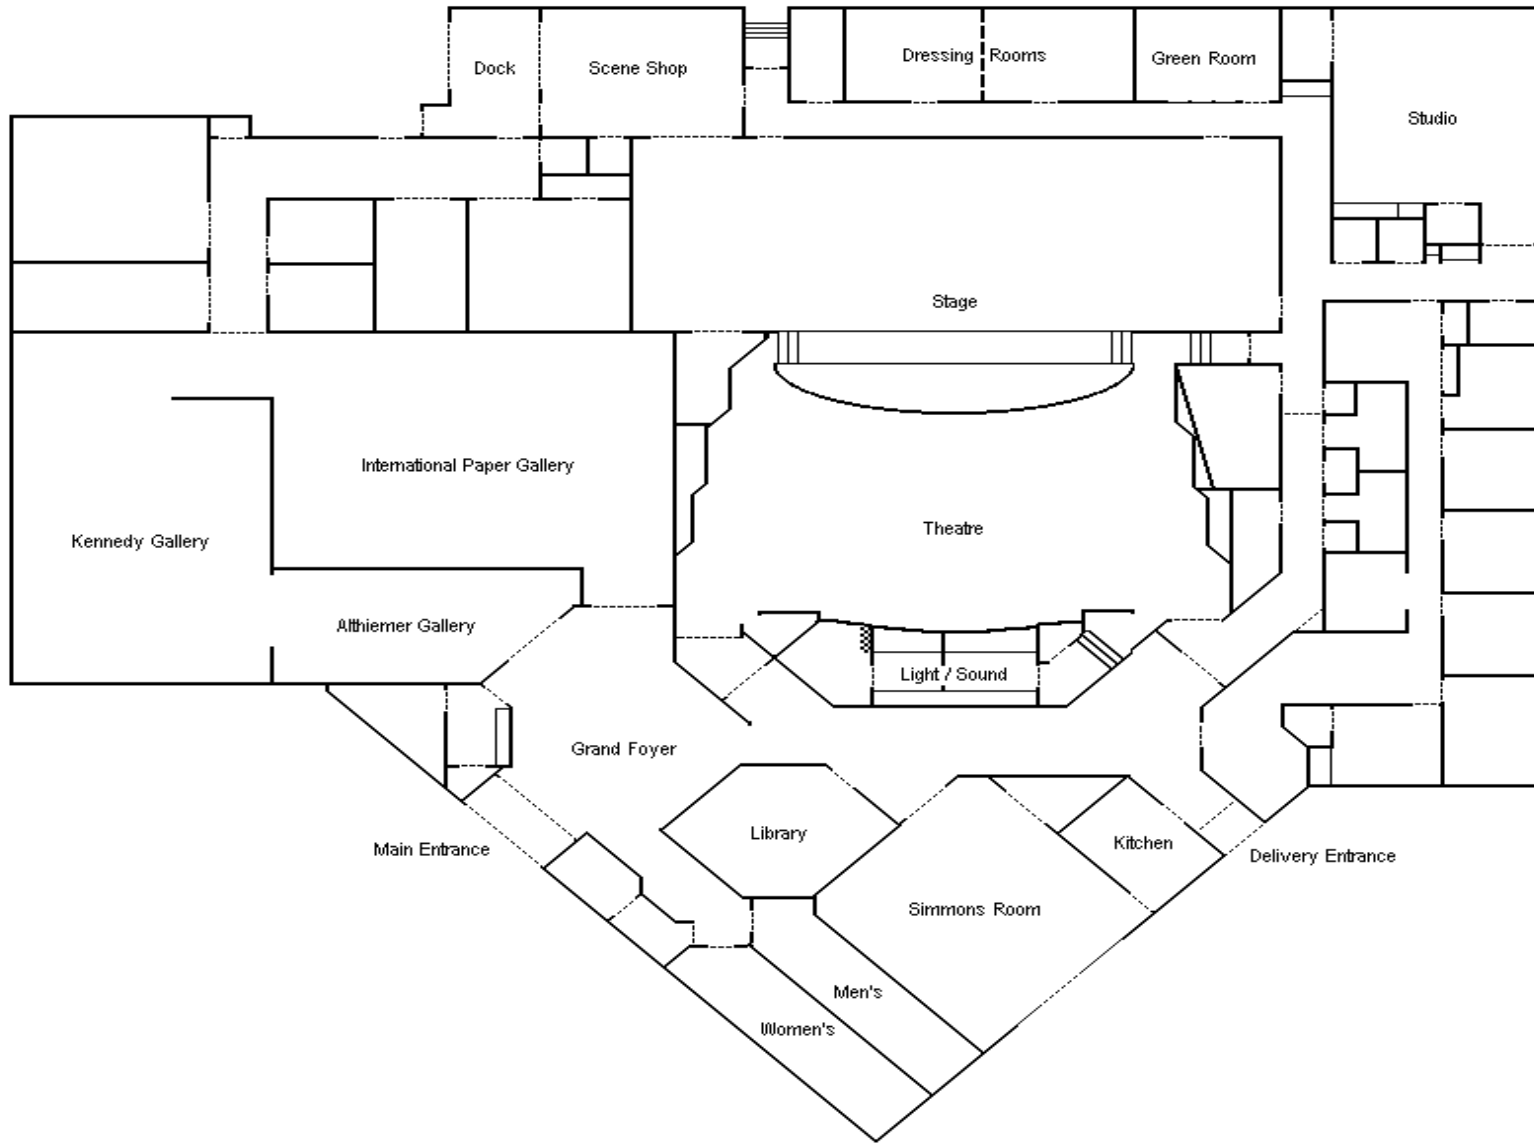 Dock
Scene Shop
Dressing Rooms
Green Room
Studio
Stage
International Paper Gallery
Kennedy Gallery
Theatre
Althiemer Gallery
Light / Sound
Grand Foyer
Library
Main Entrance
Kitchen
Delivery Entrance
Simmons Room
Men's
Women's